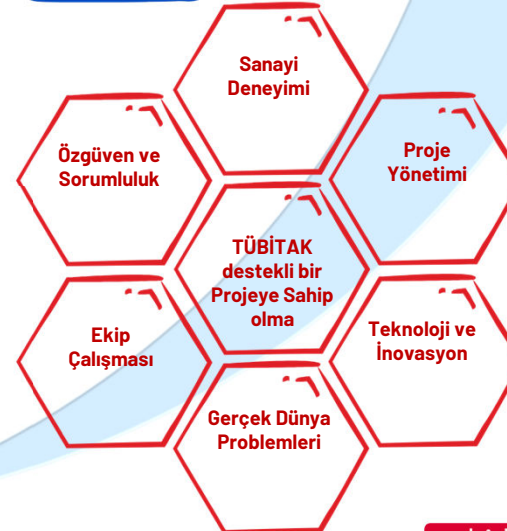 Sanayi
Deneyimi
Özgüven ve
Sorumluluk
Proje
Yönetimi
TÜBİTAK
destekli bir
Projeye Sahip
olma
Ekip
Çalışması
Teknoloji ve
İnovasyon
Gerçek Dünya
Problemleri